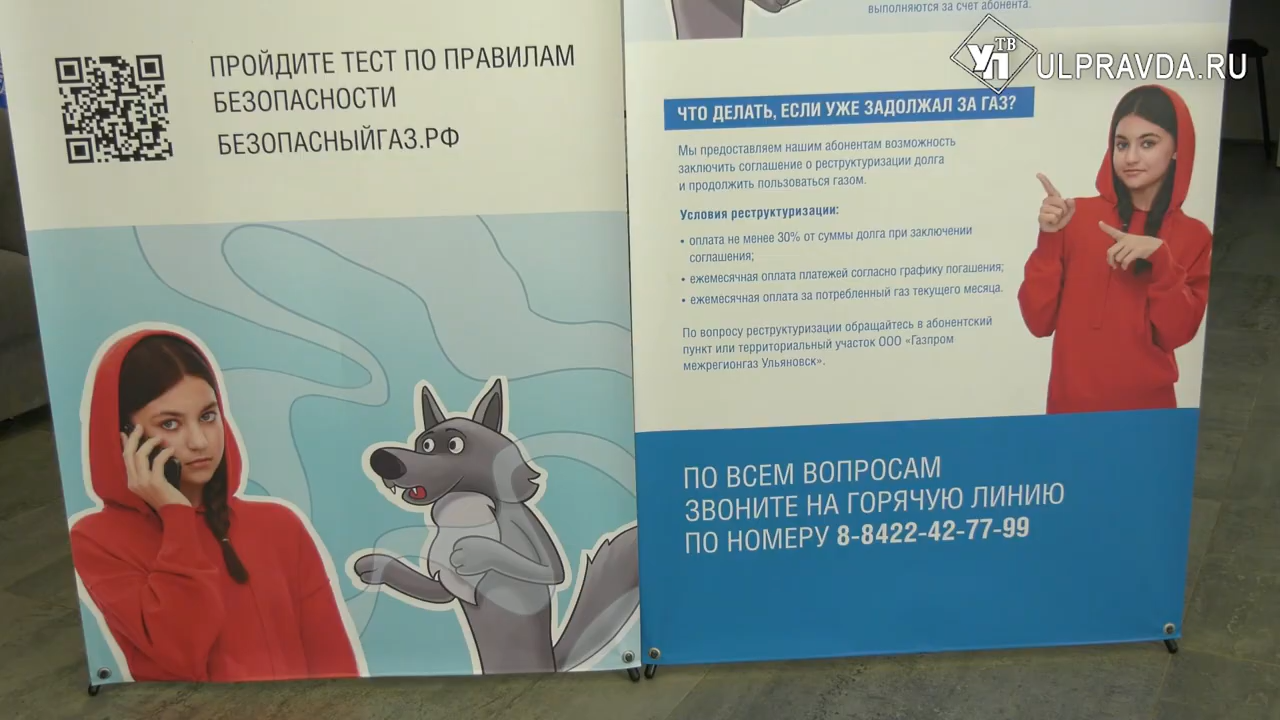 ПРОЙДИТЕ ТЕСТ ПО ПРАВИЛАМ
БЕЗОПАСНОСТИ
БЕЗОПАСНЫЙГАЗ.РФ
выполняются за счет абонента.
УП ТВ
ULPRAVDA.RU
ЧТО ДЕЛАТЬ, ЕСЛИ УЖЕ ЗАДОЛЖАЛ ЗА ГАЗ?
Мы предоставляем нашим абонентам возможность
заключить соглашение о реструктуризации долга
и продолжить пользоваться газом.
Условия реструктуризации:
• оплата не менее 30% от суммы долга при заключении
соглашения;
• ежемесячная оплата платежей согласно графику погашения;
• ежемесячная оплата за потребленный газ текущего месяца.
По вопросу реструктуризации обращайтесь в абонентский
пункт или территориальный участок ООО «Газпром
межрегионгаз Ульяновск».
ПО ВСЕМ ВОПРОСАМ
ЗВОНИТЕ НА ГОРЯЧУЮ ЛИНИЮ
ПО НОМЕРУ 8-8422-42-77-99